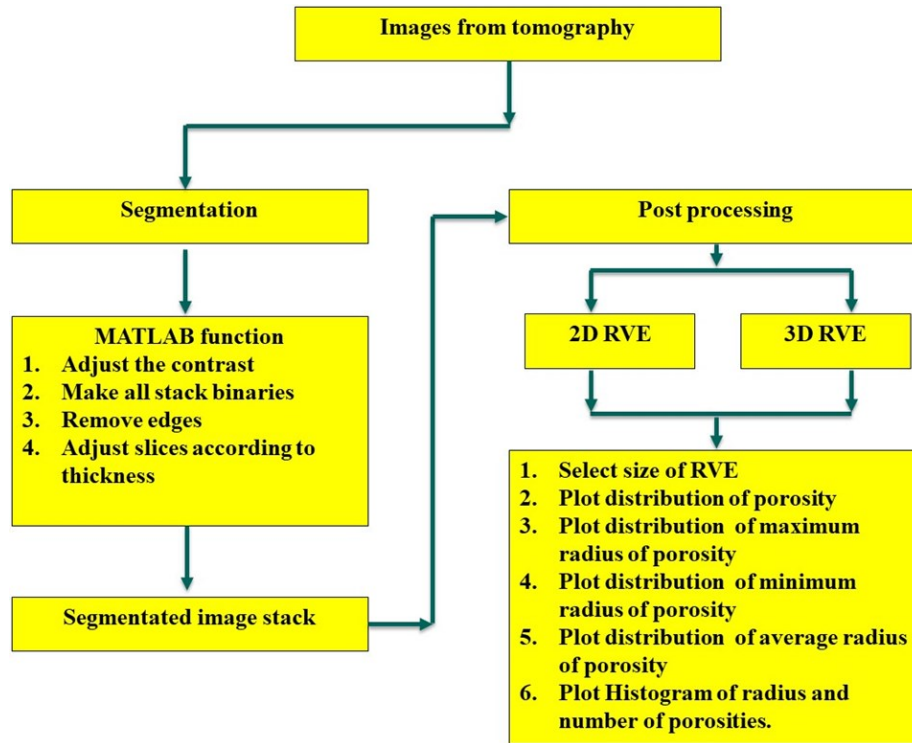 Images from tomography
Segmentation
MATLAB function
1. Adjust the contrast
2. Make all stack binaries
3. Remove edges
4. Adjust slices according to
thickness
Segmentated image stack
Post processing
2D RVE
3D RVE
1. Select size of RVE
2. Plot distribution of porosity
3. Plot distribution of maximum
radius of porosity
4. Plot distribution of minimum
radius of porosity
5. Plot distribution of average radius
of porosity
6. Plot Histogram of radius and
number of porosities.